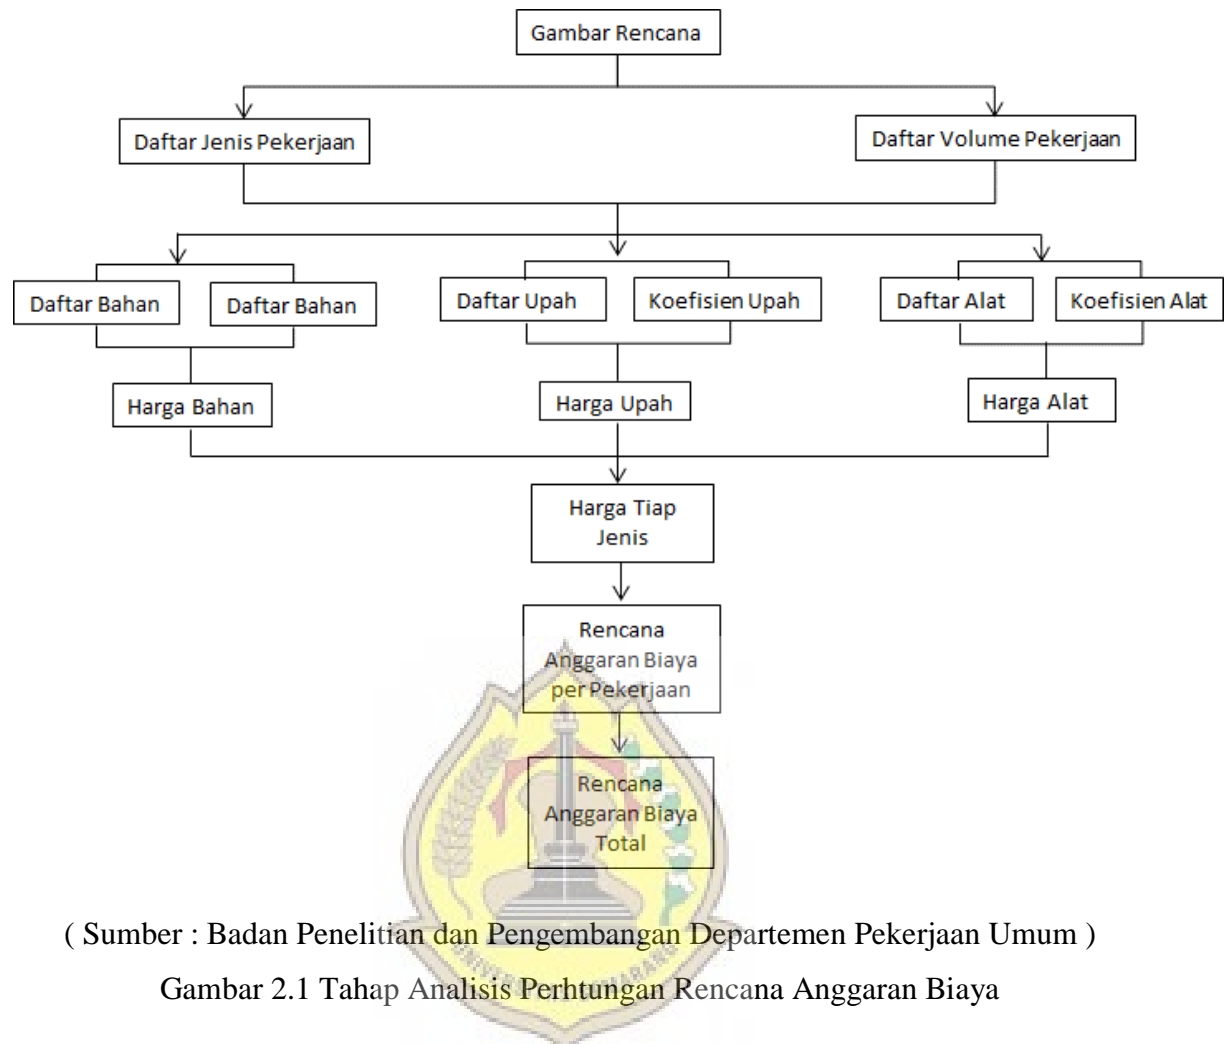 Gambar Rencana
Daftar Jenis Pekerjaan
Daftar Volume Pekerjaan
Daftar Bahan
Daftar Bahan
Daftar Upah
Koefisien Upah
Daftar Alat
Koefisien Alat
Harga Bahan
Harga Upah
Harga Alat
Harga Tiap
Jenis
Rencana
Anggaran Biaya
per Pekerjaan
Rencana
Anggaran Biaya
Total
( Sumber : Badan Penelitian dan Pengembangan Departemen Pekerjaan Umum )
Gambar 2.1 Tahap Analisis Perhtungan Rencana Anggaran Biaya